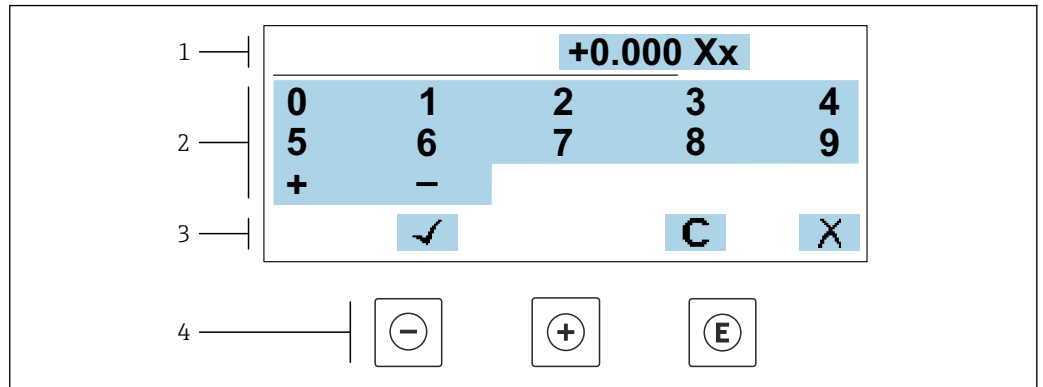 1 +0.000 Xx
0 1 2 3 4
2 5 6 7 8 9
+ −
3 ✓ C X
4 − + E